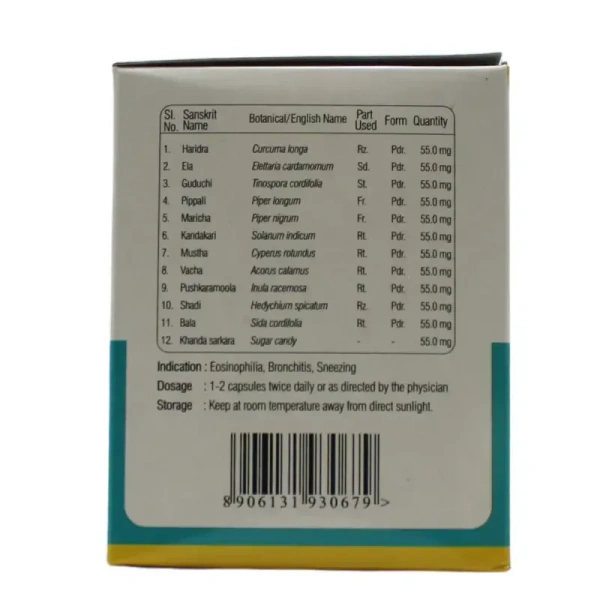 Sl. No. Sanskrit Name Botanical/English Name Part Used Form Quantity
1. Haridra Curcuma longa Rz. Pdr. 55.0 mg
2. Ela Elettaria cardamomum Sd. Pdr. 55.0 mg
3. Guduchi Tinospora cordifolia St. Pdr. 55.0 mg
4. Pippali Piper longum Fr. Pdr. 55.0 mg
5. Maricha Piper nigrum Fr. Pdr. 55.0 mg
6. Kandakari Solanum indicum Rt. Pdr. 55.0 mg
7. Mustha Cyperus rotundus Rt. Pdr. 55.0 mg
8. Vacha Acorus calamus Rt. Pdr. 55.0 mg
9. Pushkaramoola Inula racemosa Rt. Pdr. 55.0 mg
10. Shadi Hedychium spicatum Rz. Pdr. 55.0 mg
11. Bala Sida cordifolia Rt. Pdr. 55.0 mg
12. Khanda sarkara Sugar candy - - 55.0 mg
Indication : Eosinophilia, Bronchitis, Sneezing
Dosage : 1-2 capsules twice daily or as directed by the physician
Storage : Keep at room temperature away from direct sunlight.
8906131930679>